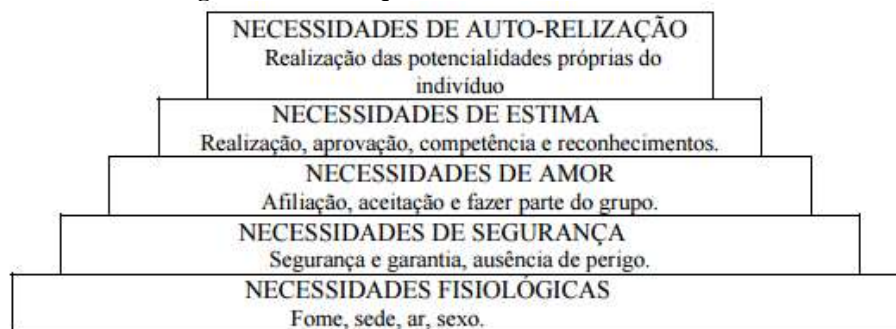 NECESSIDADES DE AUTO-RELIZAÇÃO
Realização das potencialidades próprias do
indivíduo
NECESSIDADES DE ESTIMA
Realização, aprovação, competência e reconhecimentos.
NECESSIDADES DE AMOR
Afiliação, aceitação e fazer parte do grupo.
NECESSIDADES DE SEGURANÇA
Segurança e garantia, ausência de perigo.
NECESSIDADES FISIOLÓGICAS
Fome, sede, ar, sexo.